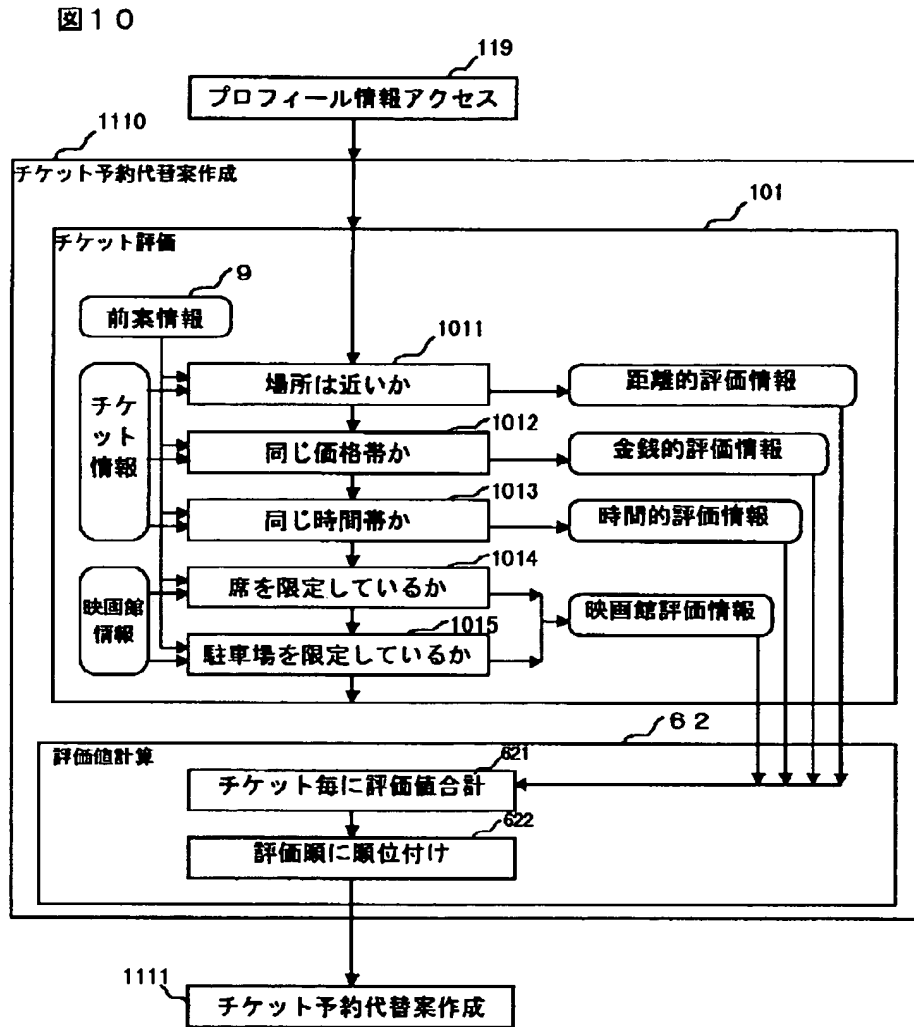 図10
119
プロフィール情報アクセス
1110
チケット予約代替案作成
101
チケット評価
9
前案情報
1011
場所は近いか
距離的評価情報
チケ
ット
情報
1012
同じ価格帯か
金銭的評価情報
1013
同じ時間帯か
時間的評価情報
1014
席を限定しているか
映画館
情報
映画館評価情報
1015
駐車場を限定しているか
62
評価値計算
621
チケット毎に評価値合計
622
評価順に順位付け
1111
チケット予約代替案作成